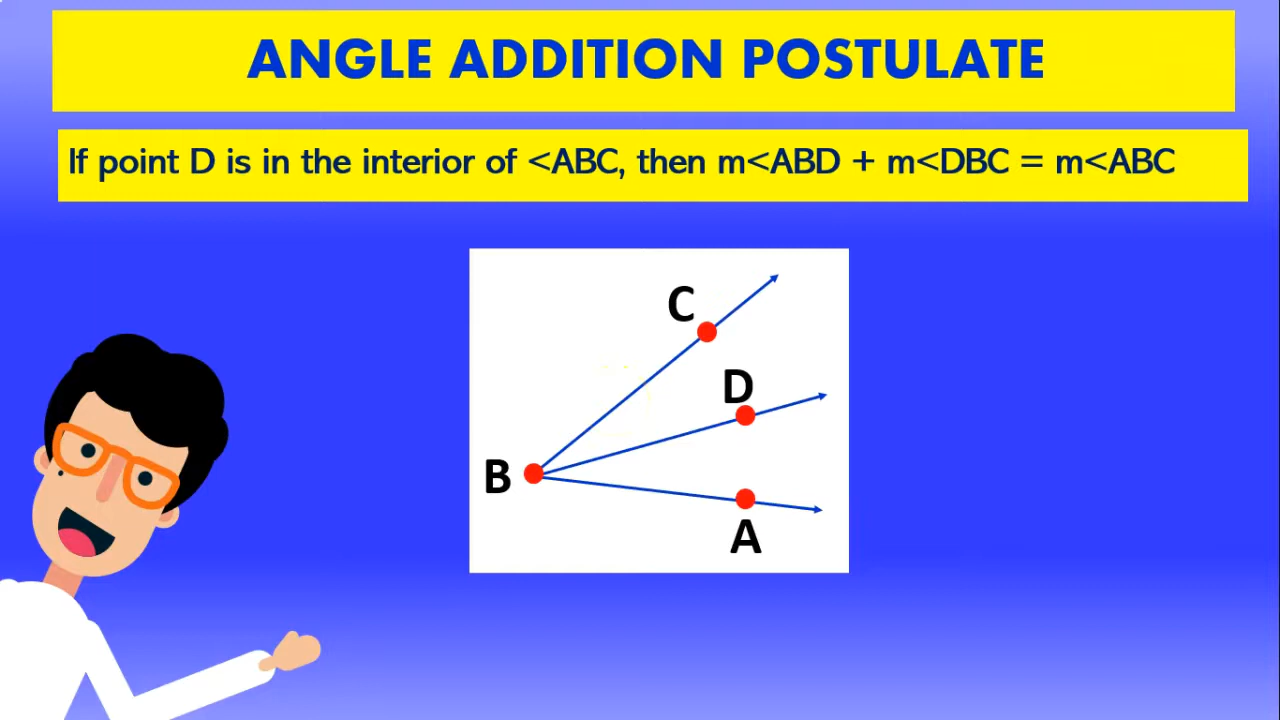 ANGLE ADDITION POSTULATE
If point D is in the interior of <ABC, then m<ABD + m<DBC = m<ABC
C
D
B
A